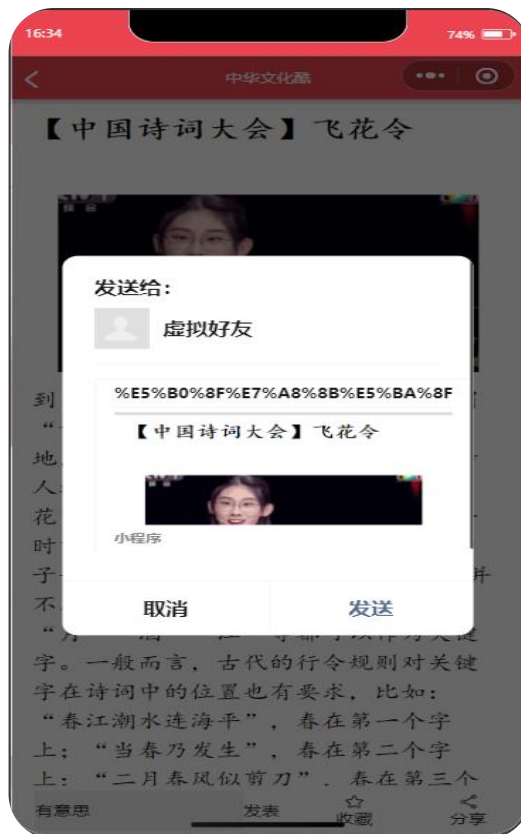 16:34
74%
中华文化酷
【中国诗词大会】飞花令
综合
发送给：
虚拟好友
%E5%B0%8F%E7%A8%8B%E5%BA%8F
【中国诗词大会】飞花令
小程序
取消
发送
到
“
地
人
花
时
子
并
不
“月
字。一般而言，古代的行令规则对关键
字在诗词中的位置也有要求，比如：
“春江潮水连海平”，春在第一个字
上；“当春乃发生”，春在第二个字
上；“二月春风似剪刀”，春在第三个
有意思
发表
收藏
分享